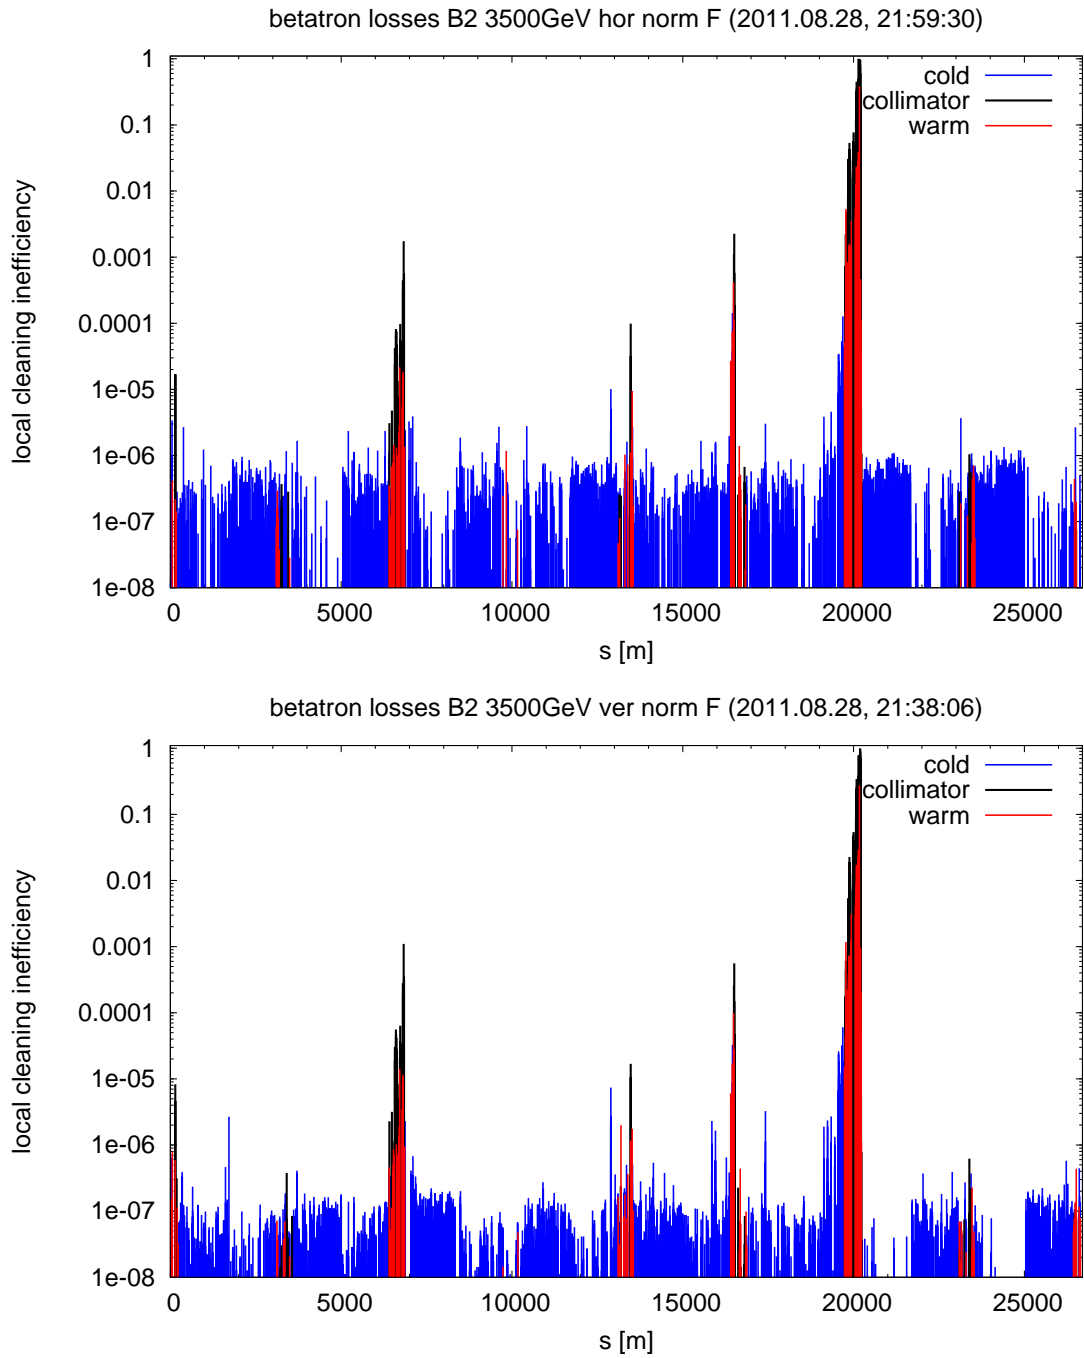 betatron losses B2 3500GeV hor norm F (2011.08.28, 21:59:30)
local cleaning inefficiency
1
0.1
0.01
0.001
0.0001
1e-05
1e-06
1e-07
1e-08
cold
collimator
warm
0 5000 10000 15000 20000 25000
s [m]
betatron losses B2 3500GeV ver norm F (2011.08.28, 21:38:06)
local cleaning inefficiency
1
0.1
0.01
0.001
0.0001
1e-05
1e-06
1e-07
1e-08
cold
collimator
warm
0 5000 10000 15000 20000 25000
s [m]